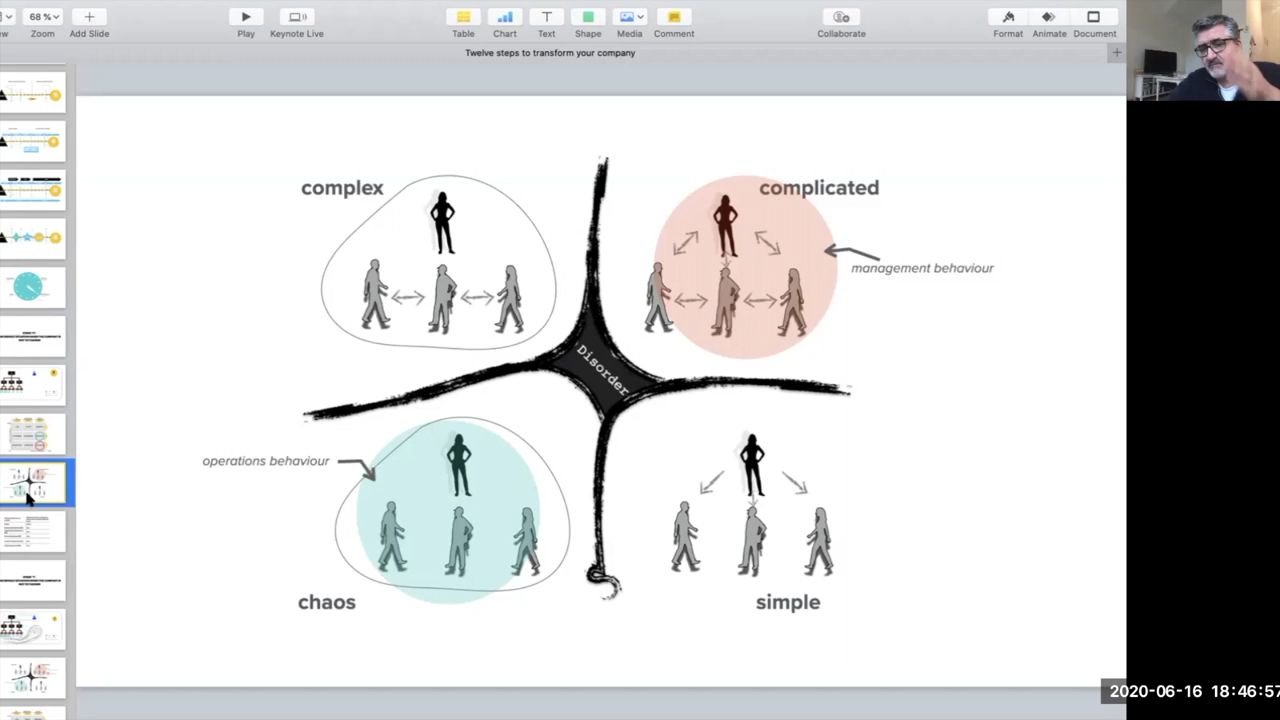 68%
w
Zoom
Add Slide
Play
Keynote Live
Table
Chart
Text
Shape
Media
Comment
Collaborate
Format
Animate
Document
Twelve steps to transform your company
complex
complicated
management behaviour
Disorder
operations behaviour
chaos
simple
2020-06-16 18:46:57